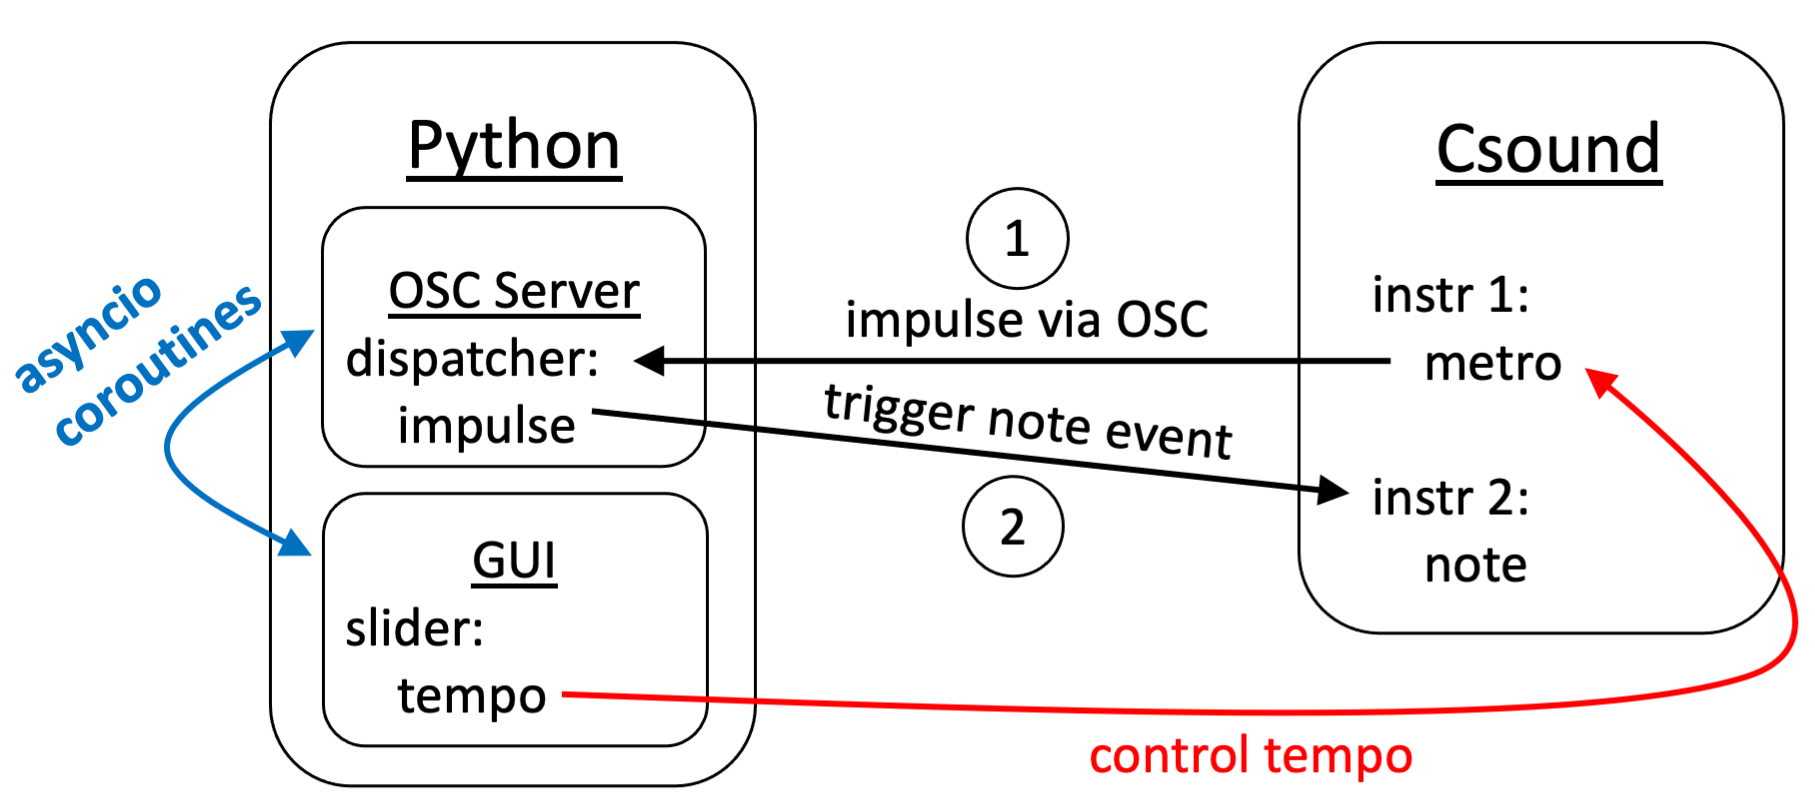 Python
OSC Server
dispatcher:
impulse
GUI
slider:
tempo
asyncio
coroutines
1
impulse via OSC
trigger note event
2
Csound
instr 1:
metro
instr 2:
note
control tempo